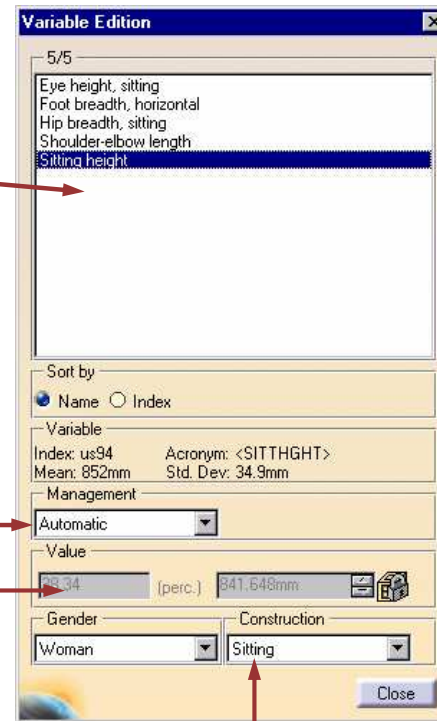 Variable Edition
5/5
Eye height, sitting
Foot breadth, horizontal
Hip breadth, sitting
Shoulder-elbow length
Sitting height
Sort by
Name Index
Variable
Index: us94 Acronym: <SITTHGHT>
Mean: 852mm Std. Dev: 34.9mm
Management
Automatic
Value
38.34 (perc.) 841.648mm
Gender Construction
Woman Sitting
Close